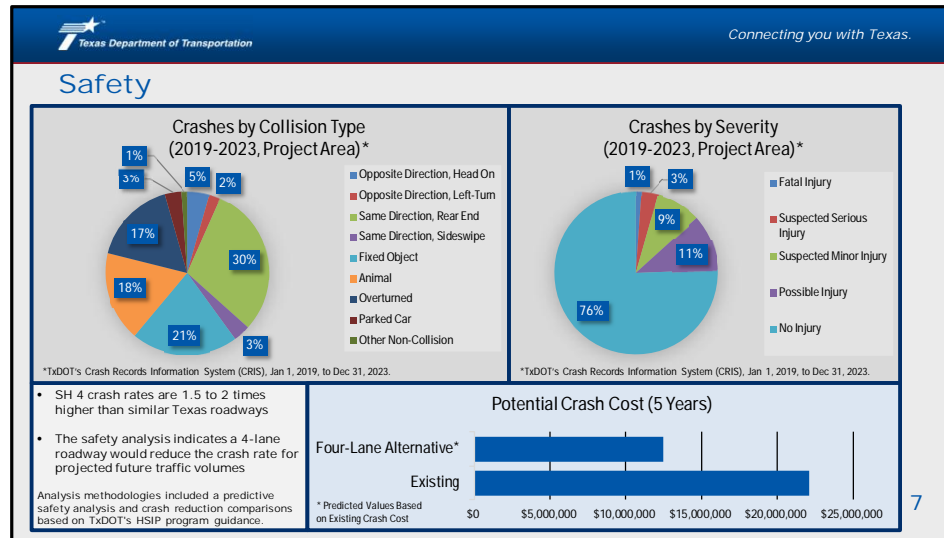 Texas Department of Transportation
Connecting you with Texas.
Safety
Crashes by Collision Type
(2019-2023, Project Area)*
1%
3%
5%
2%
30%
3%
21%
18%
17%
Opposite Direction, Head On
Opposite Direction, Left-Turn
Same Direction, Rear End
Same Direction, Sideswipe
Fixed Object
Animal
Overturned
Parked Car
Other Non-Collision
*TxDOT's Crash Records Information System (CRIS), Jan 1, 2019, to Dec 31, 2023.
Crashes by Severity
(2019-2023, Project Area)*
1%
3%
9%
11%
76%
Fatal Injury
Suspected Serious
Injury
Suspected Minor Injury
Possible Injury
No Injury
*TxDOT's Crash Records Information System (CRIS), Jan 1, 2019, to Dec 31, 2023.
• SH 4 crash rates are 1.5 to 2 times
higher than similar Texas roadways
• The safety analysis indicates a 4-lane
roadway would reduce the crash rate for
projected future traffic volumes
Analysis methodologies included a predictive
safety analysis and crash reduction comparisons
based on TxDOT's HSIP program guidance.
Potential Crash Cost (5 Years)
Four-Lane Alternative*
Existing
* Predicted Values Based
on Existing Crash Cost
$0 $5,000,000 $10,000,000 $15,000,000 $20,000,000 $25,000,000
7